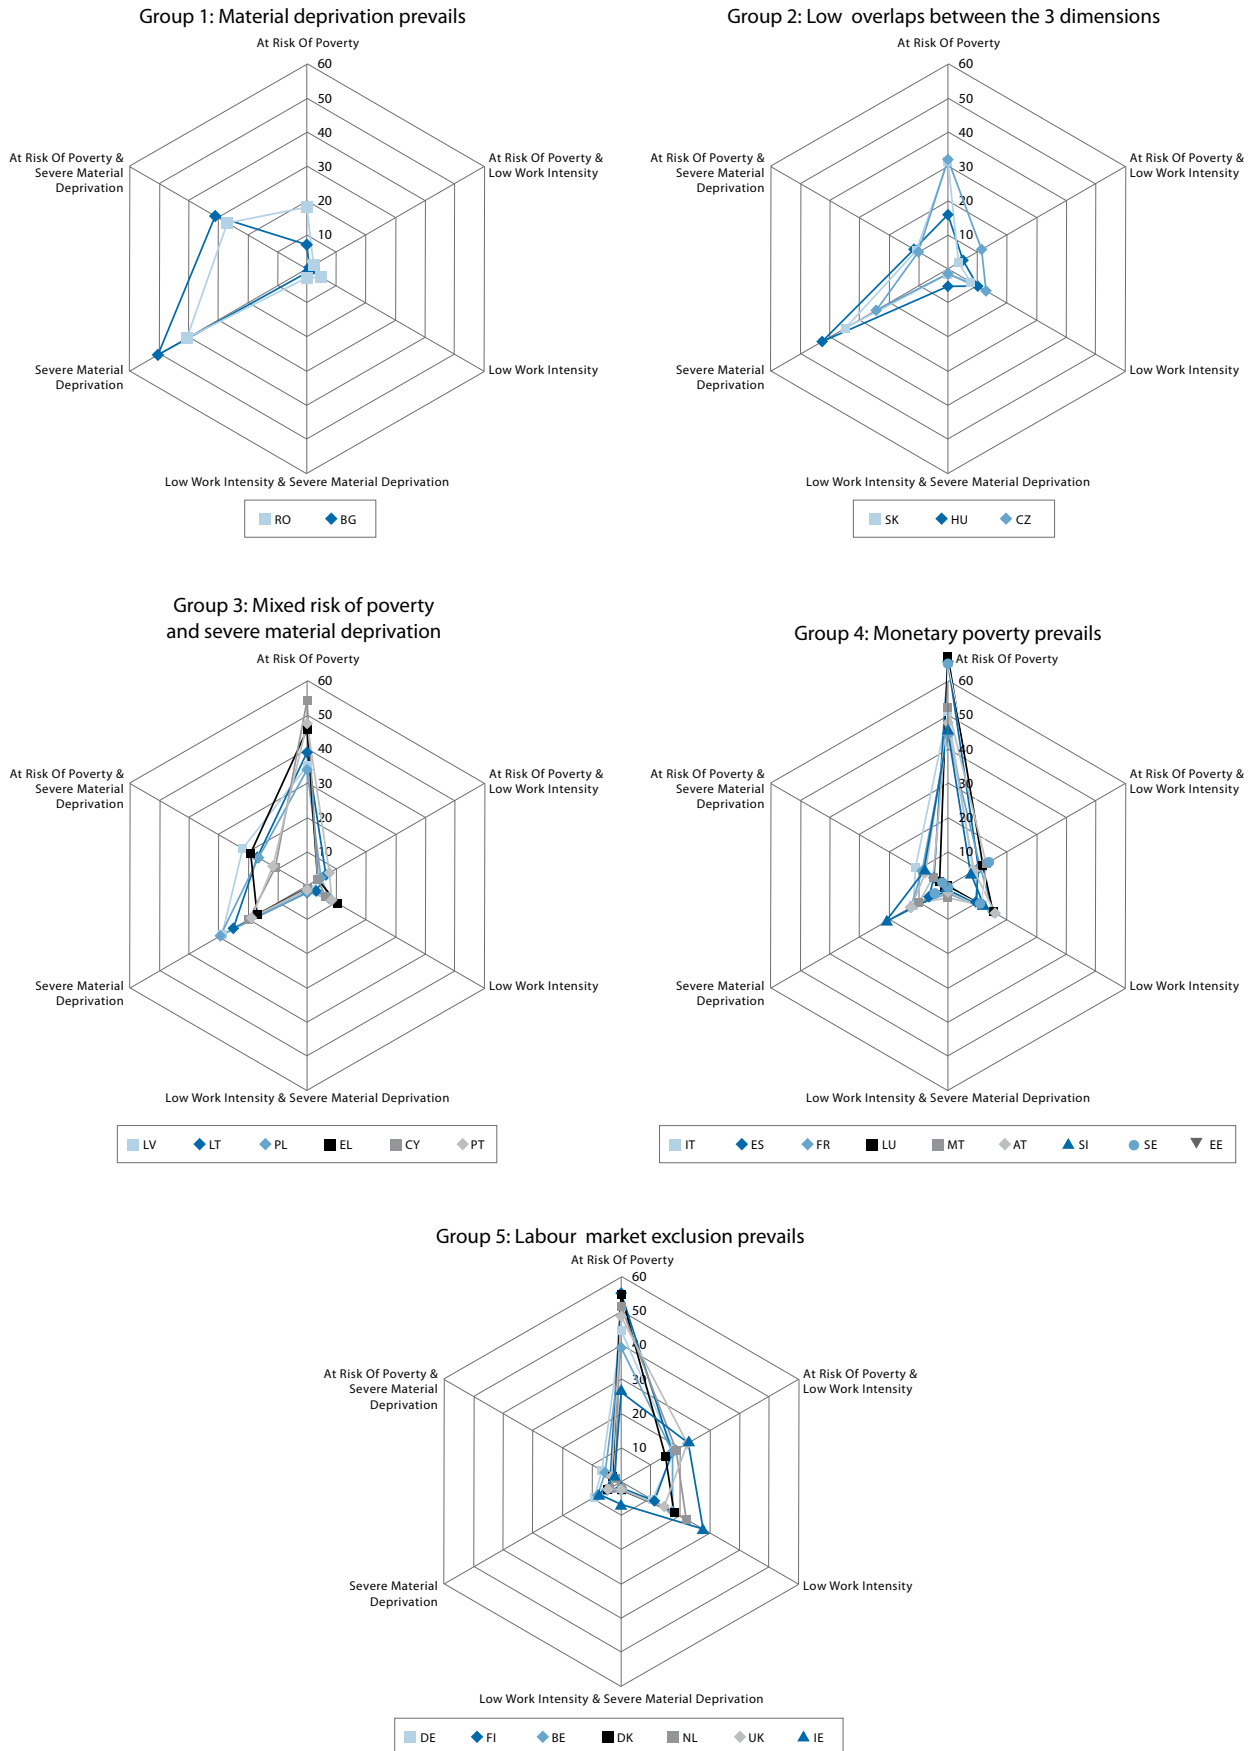 Group 1: Material deprivation prevails
At Risk Of Poverty
60
50
40
30
20
10
At Risk Of Poverty &
Low Work Intensity
Low Work Intensity
Low Work Intensity & Severe Material Deprivation
Severe Material
Deprivation
At Risk Of Poverty &
Severe Material
Deprivation
RO BG
Group 2: Low overlaps between the 3 dimensions
At Risk Of Poverty
60
50
40
30
20
10
At Risk Of Poverty &
Low Work Intensity
Low Work Intensity
Low Work Intensity & Severe Material Deprivation
Severe Material
Deprivation
At Risk Of Poverty &
Severe Material
Deprivation
SK HU CZ
Group 3: Mixed risk of poverty
and severe material deprivation
At Risk Of Poverty
60
50
40
30
20
10
At Risk Of Poverty &
Low Work Intensity
Low Work Intensity
Low Work Intensity & Severe Material Deprivation
Severe Material
Deprivation
At Risk Of Poverty &
Severe Material
Deprivation
LV LT PL EL CY PT
Group 4: Monetary poverty prevails
At Risk Of Poverty
60
50
40
30
20
10
At Risk Of Poverty &
Low Work Intensity
Low Work Intensity
Low Work Intensity & Severe Material Deprivation
Severe Material
Deprivation
At Risk Of Poverty &
Severe Material
Deprivation
IT ES FR LU MT AT SI SE EE
Group 5: Labour market exclusion prevails
At Risk Of Poverty
60
50
40
30
20
10
At Risk Of Poverty &
Low Work Intensity
Low Work Intensity
Low Work Intensity & Severe Material Deprivation
Severe Material
Deprivation
At Risk Of Poverty &
Severe Material
Deprivation
DE FI BE DK NL UK IE